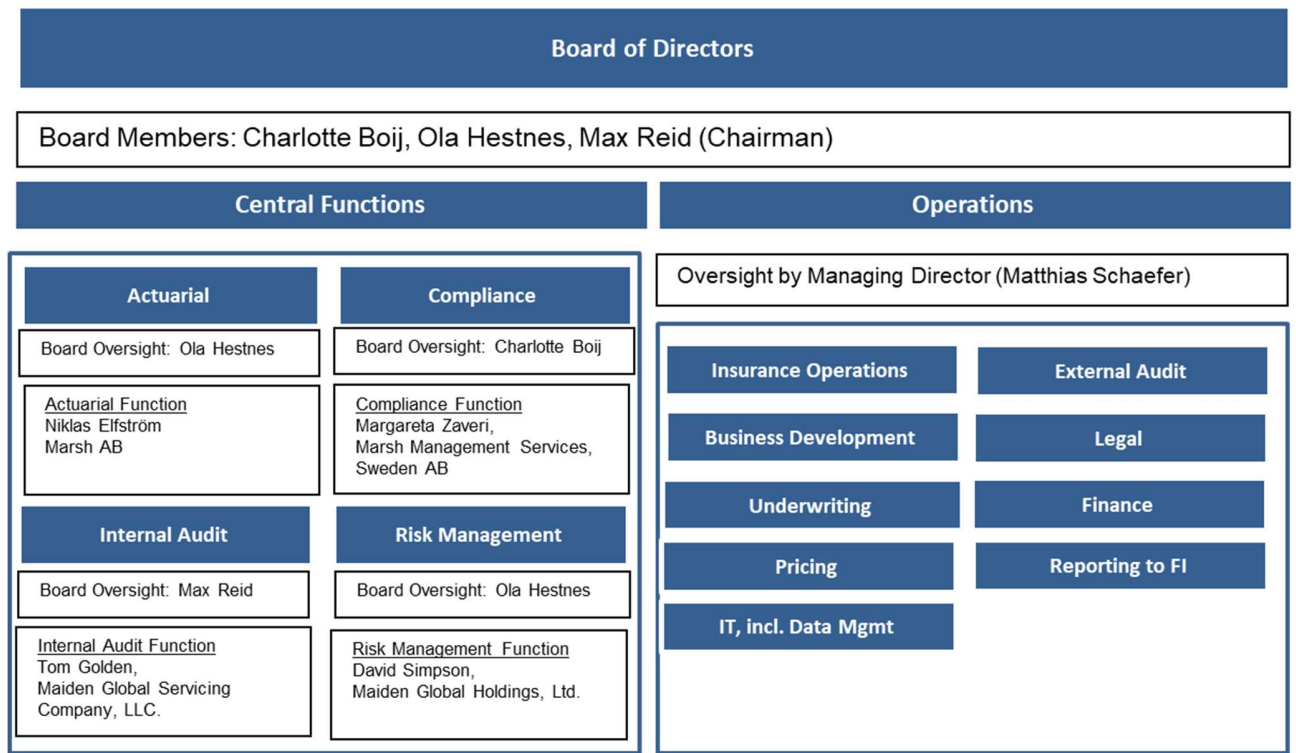 Board of Directors
Board Members: Charlotte Boij, Ola Hestnes, Max Reid (Chairman)
Central Functions
Operations
Actuarial
Board Oversight: Ola Hestnes
Actuarial Function
Niklas Elfström
Marsh AB
Compliance
Board Oversight: Charlotte Boij
Compliance Function
Margareta Zaveri,
Marsh Management Services,
Sweden AB
Internal Audit
Board Oversight: Max Reid
Internal Audit Function
Tom Golden,
Maiden Global Servicing
Company, LLC.
Risk Management
Board Oversight: Ola Hestnes
Risk Management Function
David Simpson,
Maiden Global Holdings, Ltd.
Oversight by Managing Director (Matthias Schaefer)
Insurance Operations
External Audit
Business Development
Legal
Underwriting
Finance
Pricing
Reporting to FI
IT, incl. Data Mgmt